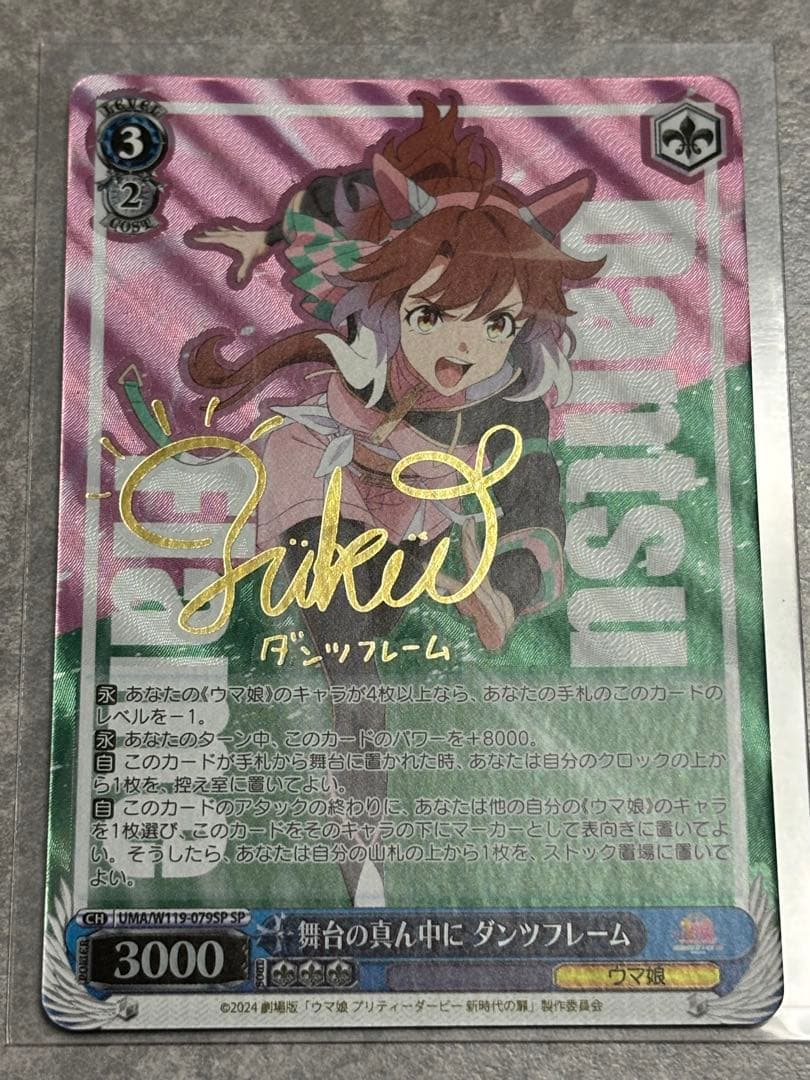 LEVEL
3
2
COST
Dantsu
Flame
ダンツフレーム
永 あなたの《ウマ娘》のキャラが4枚以上なら、あなたの手札のこのカードの
レベルを－1。
永 あなたのターン中、このカードのパワーを＋8000。
自 このカードが手札から舞台に置かれた時、あなたは自分のクロックの上か
ら1枚を、控え室に置いてよい。
自 このカードのアタックの終わりに、あなたは他の自分の《ウマ娘》のキャラ
を1枚選び、このカードをそのキャラの下にマーカーとして表向きに置いてよ
い。そうしたら、あなたは自分の山札の上から1枚を、ストック置場に置いて
よい。
CH UMA/W119-079SP SP
POWER 3000 SOUL
舞台の真ん中に ダンツフレーム
ウマ娘
©2024 劇場版「ウマ娘 プリティーダービー 新時代の扉」製作委員会